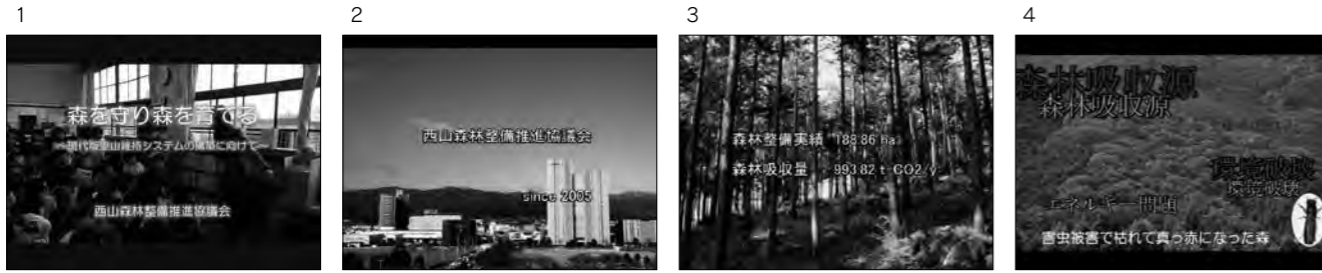 1
森を守り森を育てる
〜現代版里山維持システムの構築に向けて〜
西山森林整備推進協議会
2
西山森林整備推進協議会
since 2005
3
森林整備実績 188.86 ha
森林吸収量 993.82 t-CO2/y
4
森林吸収源
森林吸収源
環境破壊
環境破壊
エネルギー問題
害虫被害で枯れて真っ赤になった森